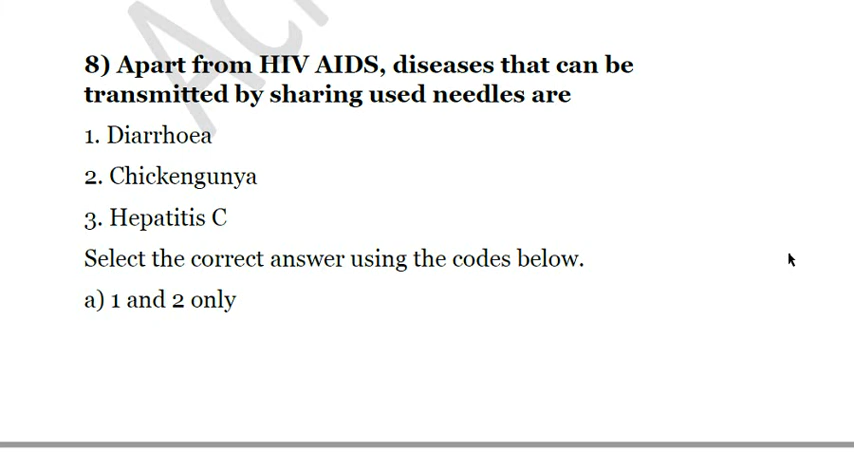 8) Apart from HIV AIDS, diseases that can be
transmitted by sharing used needles are
1. Diarrhoea
2. Chickengunya
3. Hepatitis C
Select the correct answer using the codes below.
a) 1 and 2 only